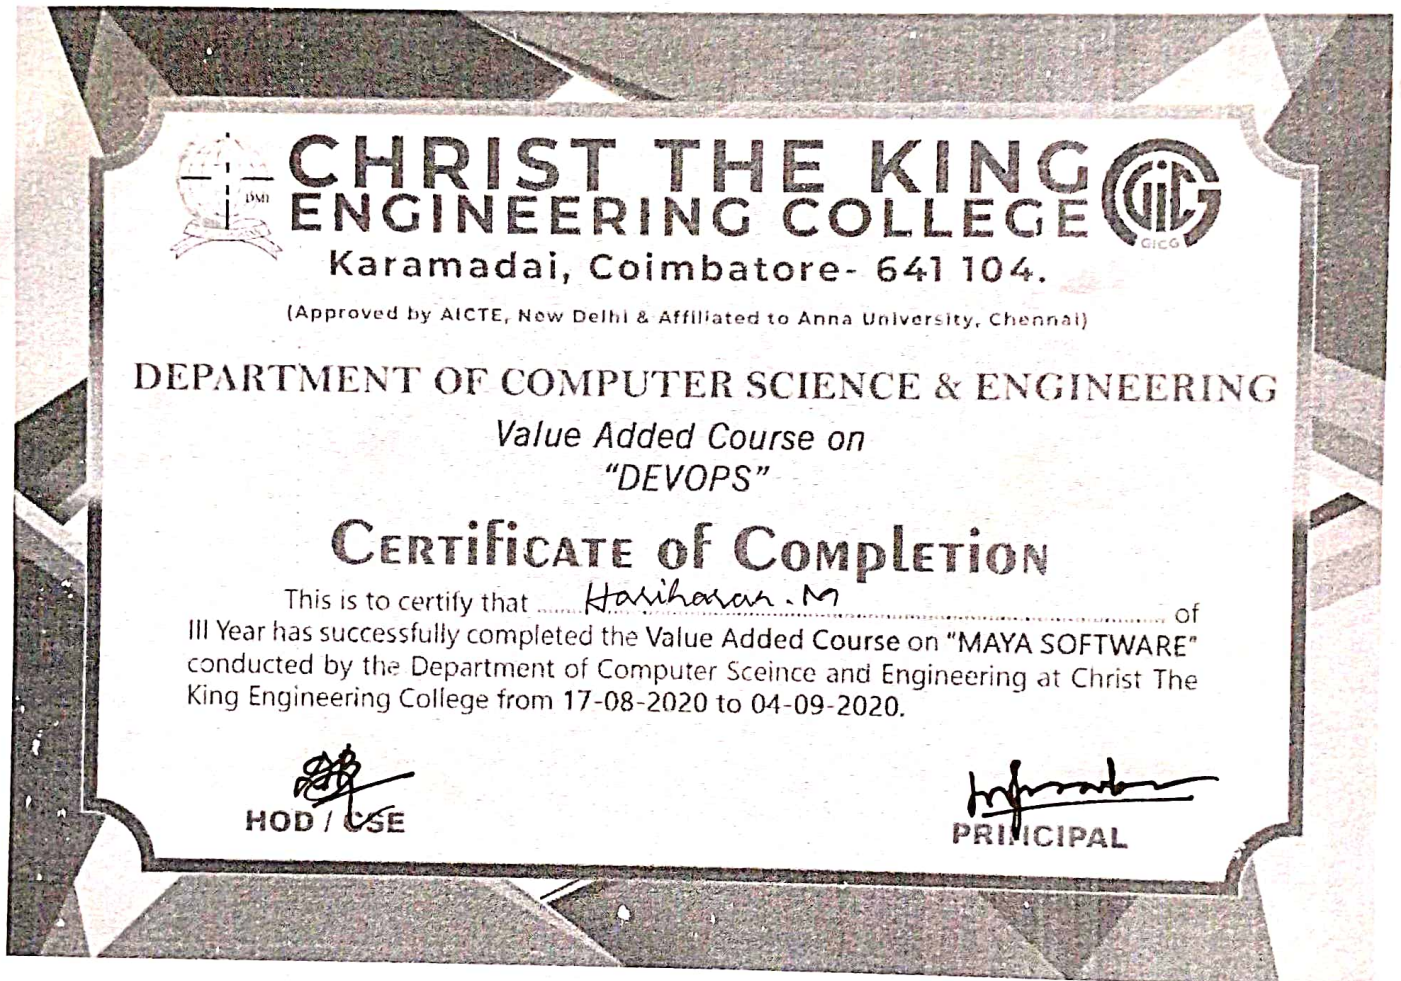 CHRIST THE KING
ENGINEERING COLLEGE
DMI
GICG
Karamadai, Coimbatore- 641 104.
(Approved by AICTE, New Delhi & Affiliated to Anna University, Chennai)
DEPARTMENT OF COMPUTER SCIENCE & ENGINEERING
Value Added Course on
“DEVOPS”
CERTifiCATE of COMplETiON
This is to certify that ...... Hariharan. M ...... of
III Year has successfully completed the Value Added Course on "MAYA SOFTWARE"
conducted by the Department of Computer Sceince and Engineering at Christ The
King Engineering College from 17-08-2020 to 04-09-2020.
HOD / CSE
PRINCIPAL